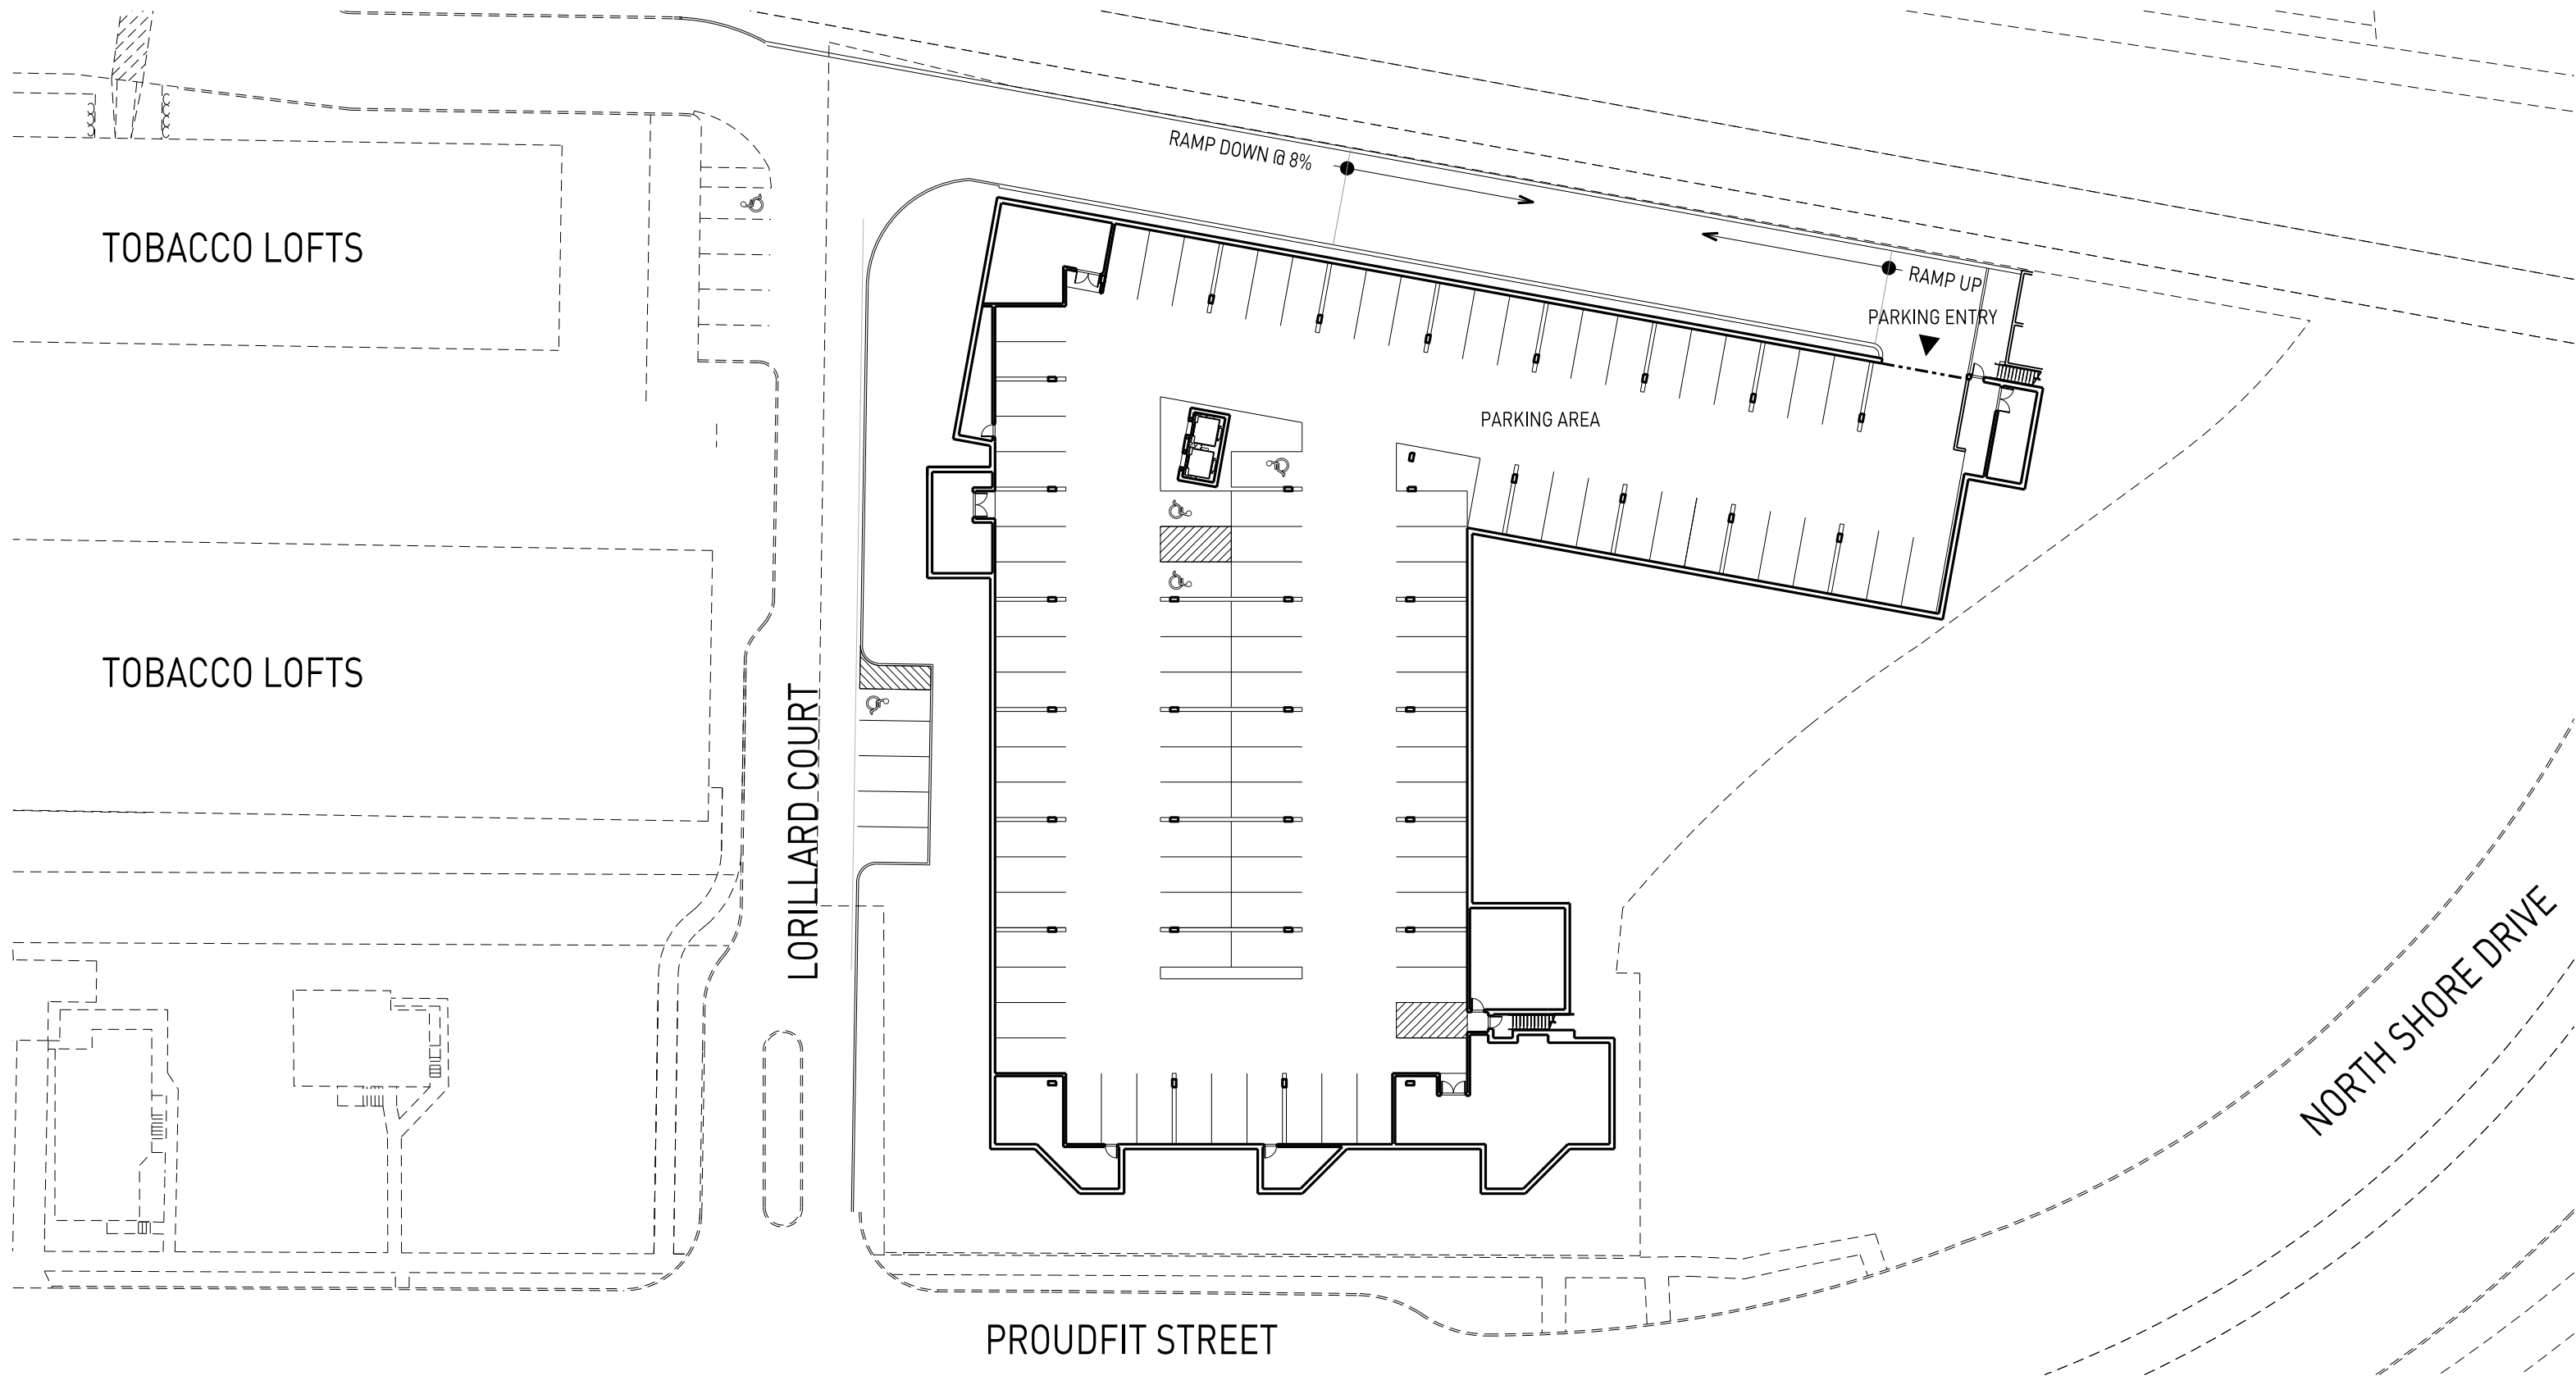 RAMP DOWN @ 8%
TOBACCO LOFTS
RAMP UP
PARKING ENTRY
PARKING AREA
TOBACCO LOFTS
LORILLARD COURT
NORTH SHORE DRIVE
PROUDFIT STREET